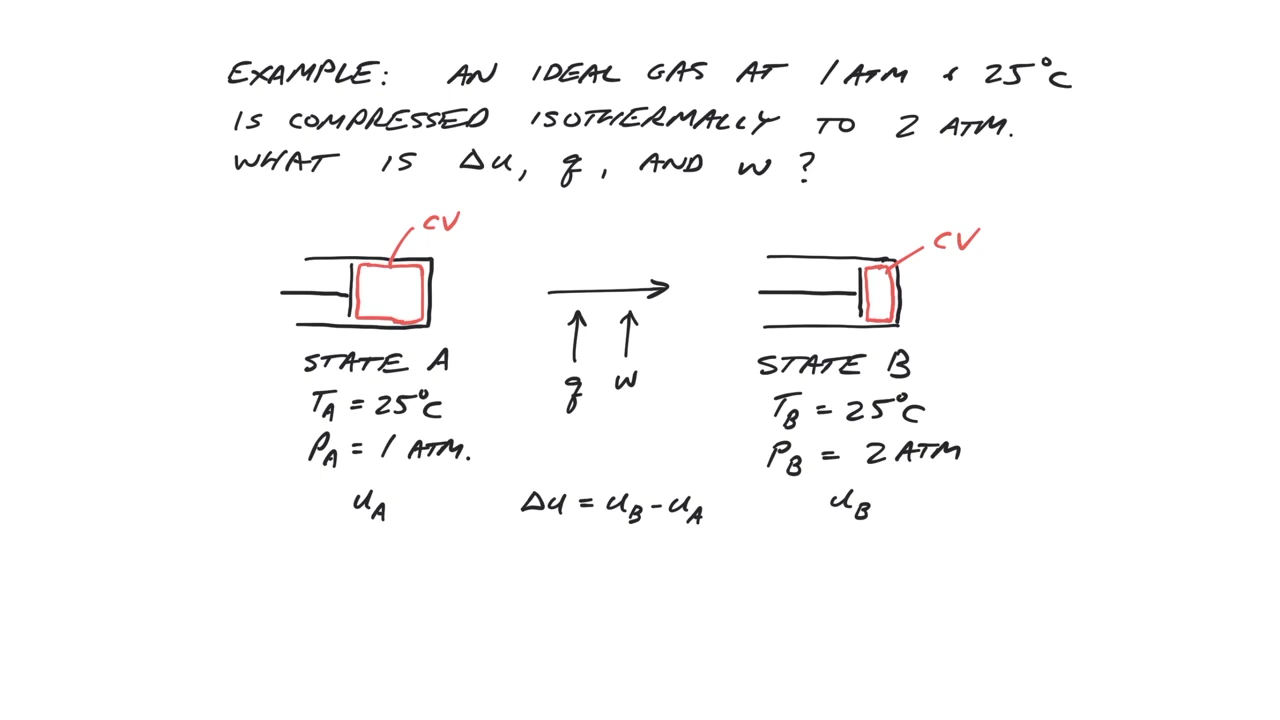 EXAMPLE: AN IDEAL GAS AT 1 ATM & 25°C
IS COMPRESSED ISOTHERMALLY TO 2 ATM.
WHAT IS Δu, q, AND w?
CV
CV
q w
STATE A
T_A = 25°C
P_A = 1 ATM.
u_A
Δu = u_B - u_A
STATE B
T_B = 25°C
P_B = 2 ATM
u_B